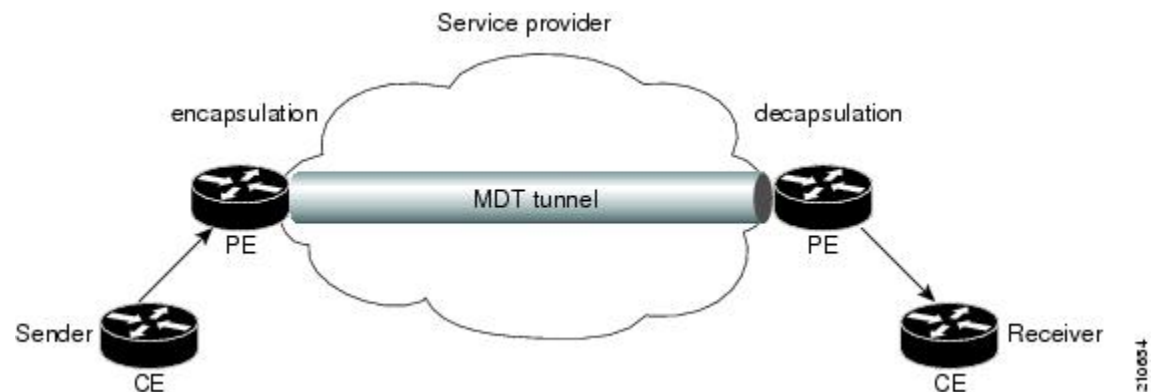 Service provider
encapsulation
decapsulation
MDT tunnel
PE
PE
Sender
Receiver
CE
CE
210654